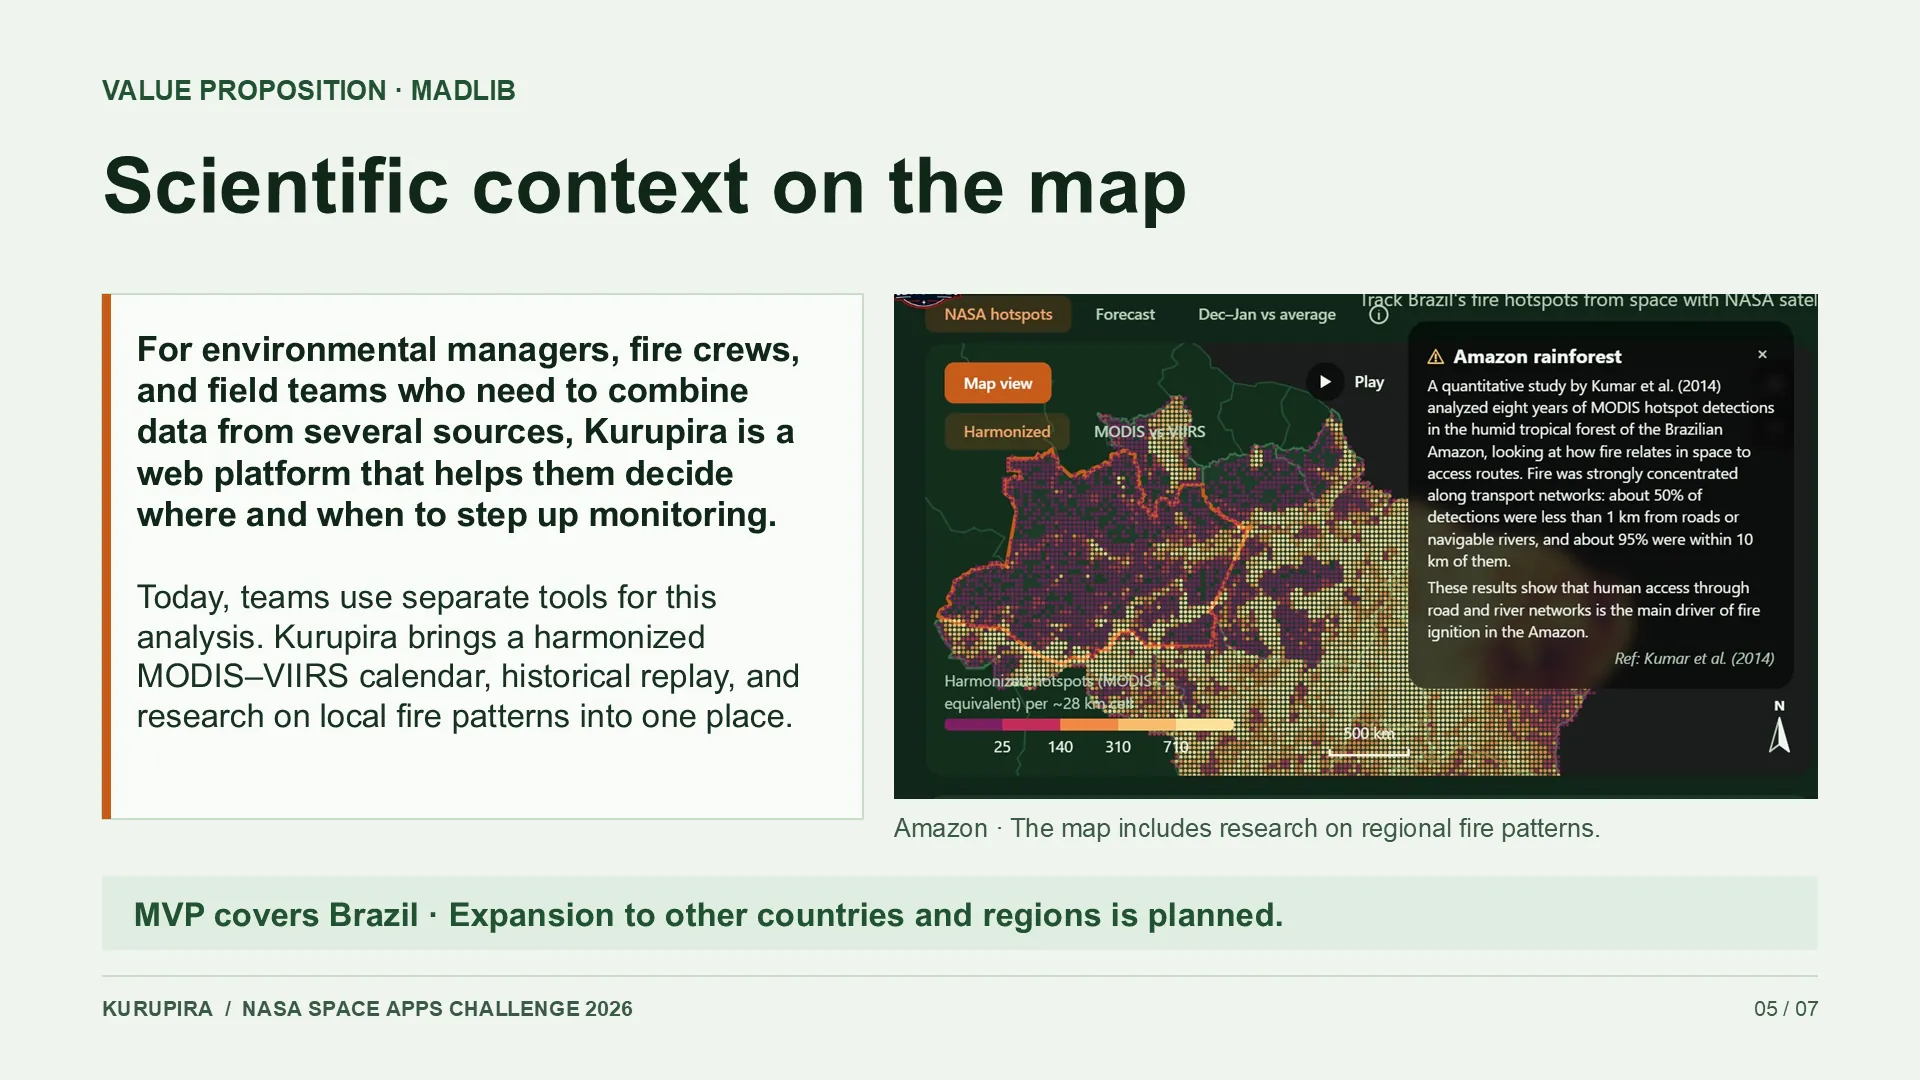 VALUE PROPOSITION · MADLIB
Scientific context on the map
For environmental managers, fire crews,
and field teams who need to combine
data from several sources, Kurupira is a
web platform that helps them decide
where and when to step up monitoring.
Today, teams use separate tools for this
analysis. Kurupira brings a harmonized
MODIS–VIIRS calendar, historical replay, and
research on local fire patterns into one place.
Track Brazil's fire hotspots from space with NASA satel
NASA hotspots
Forecast
Dec–Jan vs average
Map view
Play
Harmonized
MODIS vs VIIRS
Amazon rainforest
A quantitative study by Kumar et al. (2014)
analyzed eight years of MODIS hotspot detections
in the humid tropical forest of the Brazilian
Amazon, looking at how fire relates in space to
access routes. Fire was strongly concentrated
along transport networks: about 50% of
detections were less than 1 km from roads or
navigable rivers, and about 95% were within 10
km of them.
These results show that human access through
road and river networks is the main driver of fire
ignition in the Amazon.
Ref: Kumar et al. (2014)
Harmonized hotspots (MODIS-
equivalent) per ~28 km cell
25 140 310 710
500 km
N
Amazon · The map includes research on regional fire patterns.
MVP covers Brazil · Expansion to other countries and regions is planned.
KURUPIRA / NASA SPACE APPS CHALLENGE 2026
05 / 07